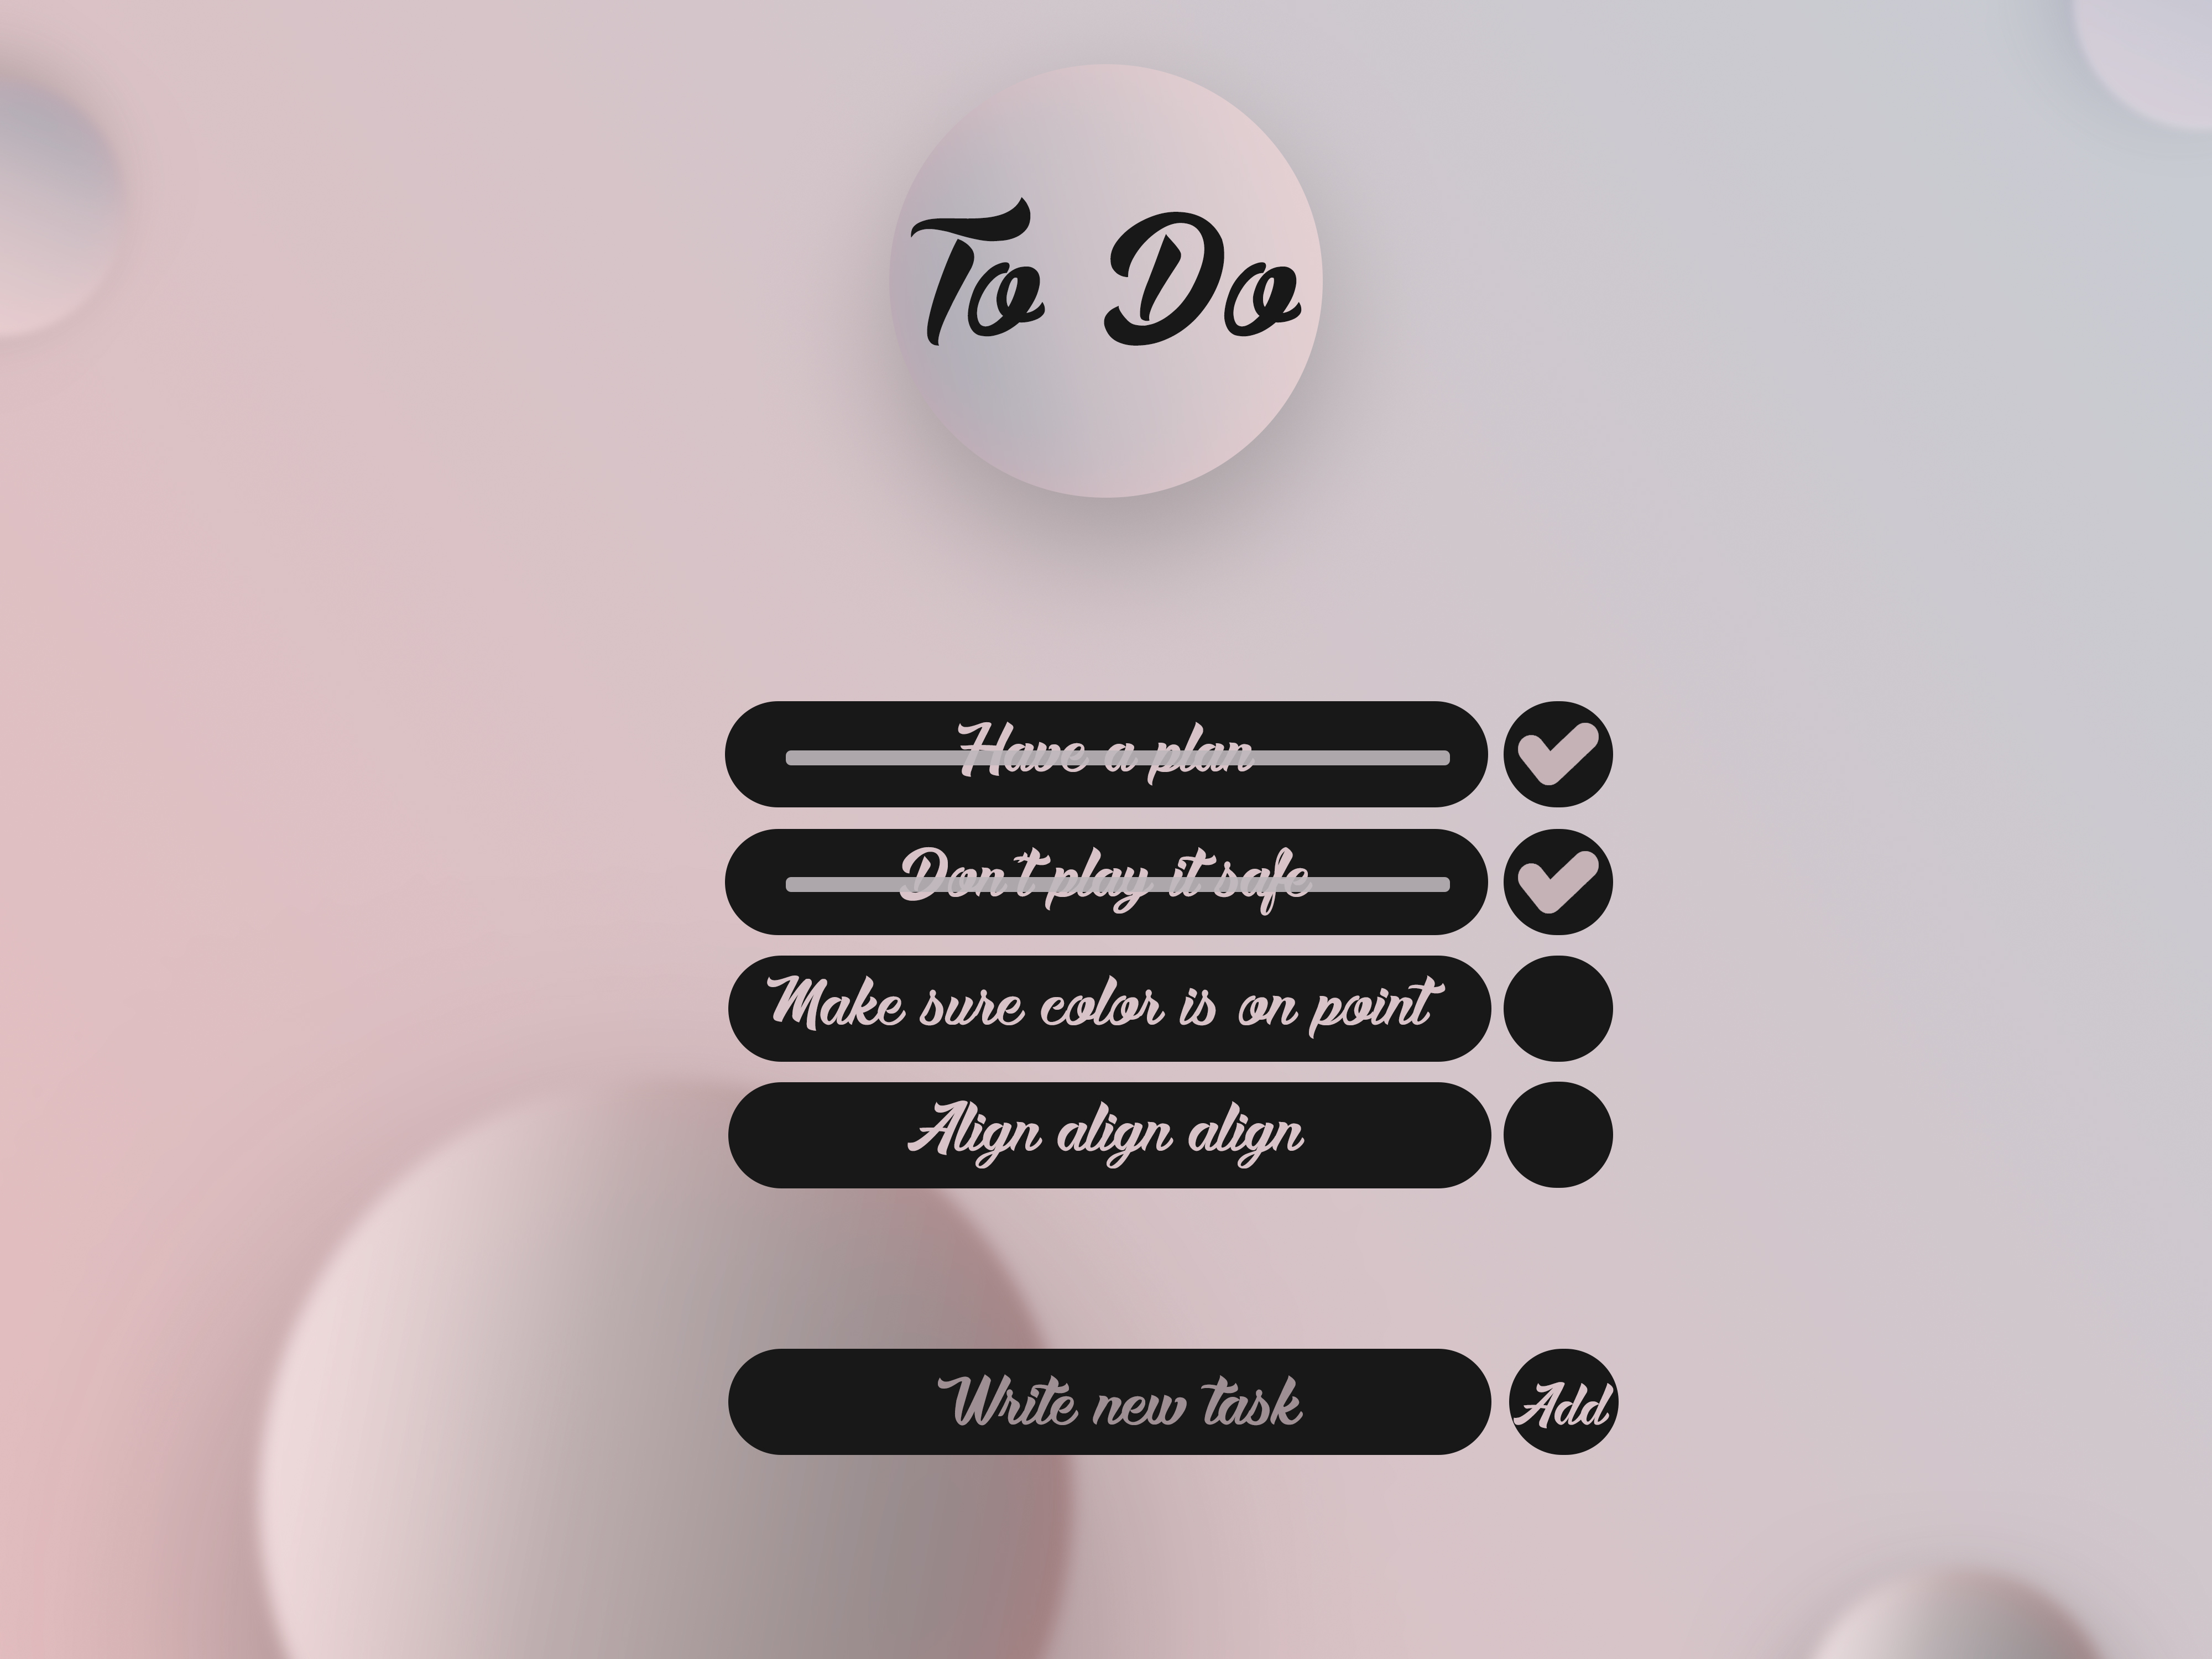 To Do
Have a plan
Don't play it safe
Make sure color is on point
Align align align
Write new task
Add